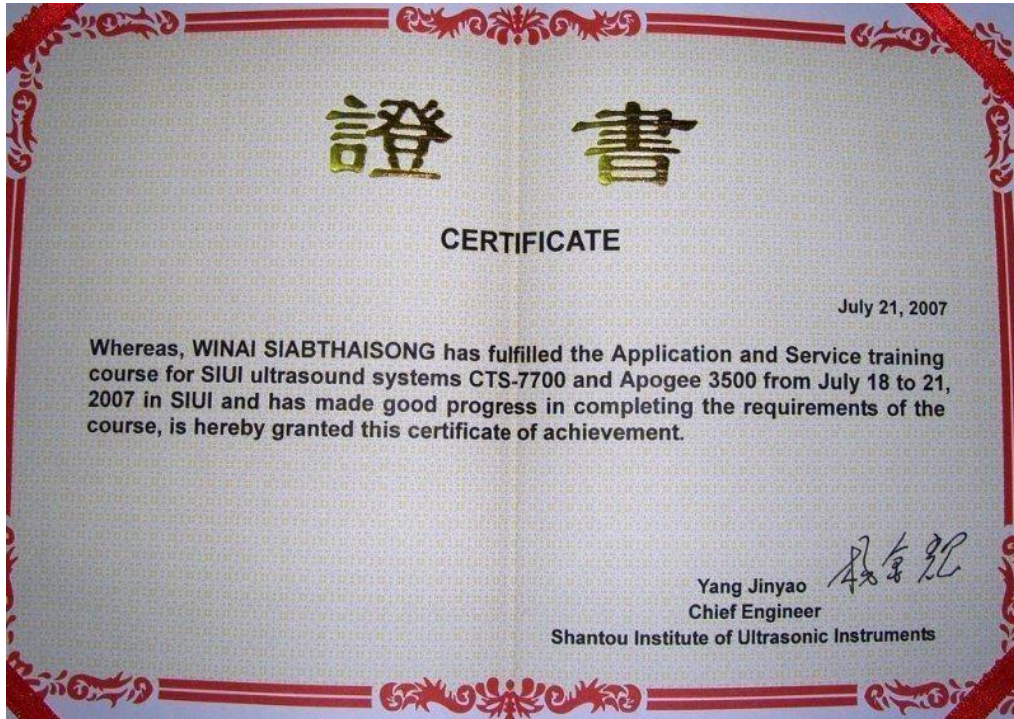 證 書
CERTIFICATE
July 21, 2007
Whereas, WINAI SIABTHAISONG has fulfilled the Application and Service training
course for SIUI ultrasound systems CTS-7700 and Apogee 3500 from July 18 to 21,
2007 in SIUI and has made good progress in completing the requirements of the
course, is hereby granted this certificate of achievement.
Yang Jinyao
Chief Engineer
Shantou Institute of Ultrasonic Instruments